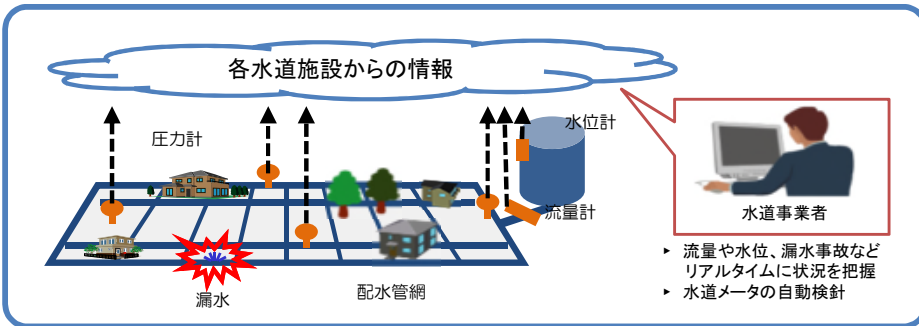 各水道施設からの情報
圧力計
水位計
流量計
漏水
配水管網
水道事業者
▸ 流量や水位、漏水事故など
リアルタイムに状況を把握
▸ 水道メータの自動検針